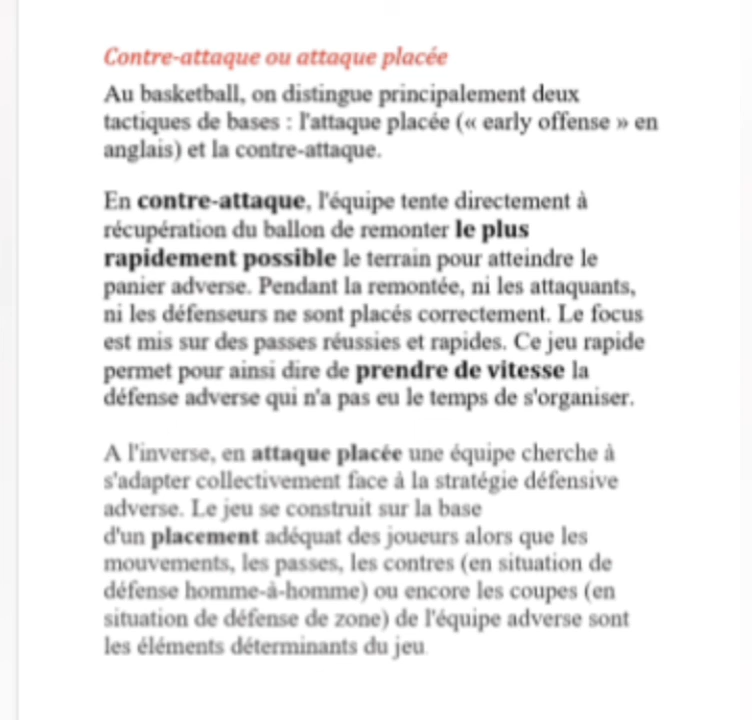 Contre-attaque ou attaque placée
Au basketball, on distingue principalement deux
tactiques de bases : l'attaque placée (« early offense » en
anglais) et la contre-attaque.
En contre-attaque, l'équipe tente directement à
récupération du ballon de remonter le plus
rapidement possible le terrain pour atteindre le
panier adverse. Pendant la remontée, ni les attaquants,
ni les défenseurs ne sont placés correctement. Le focus
est mis sur des passes réussies et rapides. Ce jeu rapide
permet pour ainsi dire de prendre de vitesse la
défense adverse qui n'a pas eu le temps de s'organiser.
A l'inverse, en attaque placée une équipe cherche à
s'adapter collectivement face à la stratégie défensive
adverse. Le jeu se construit sur la base
d'un placement adéquat des joueurs alors que les
mouvements, les passes, les contres (en situation de
défense homme-à-homme) ou encore les coupes (en
situation de défense de zone) de l'équipe adverse sont
les éléments déterminants du jeu.